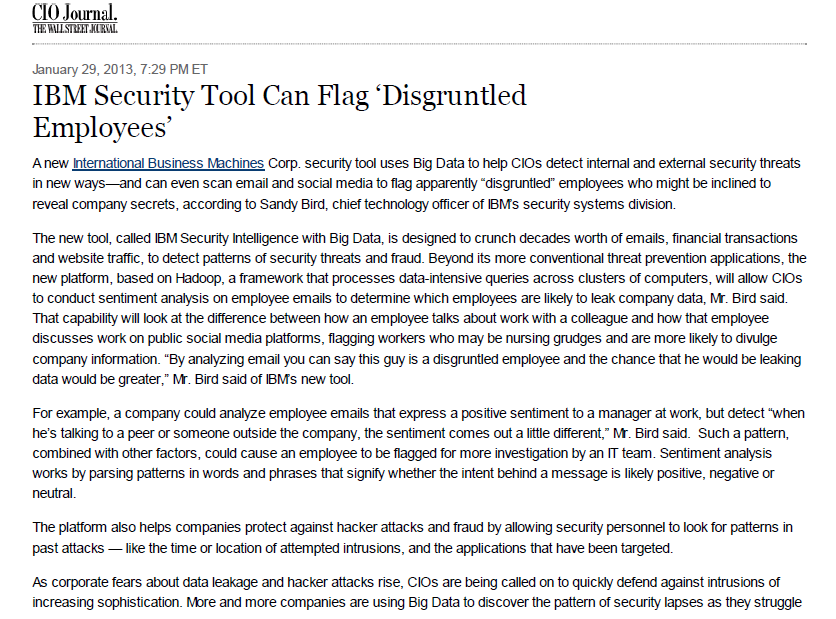 CIO Journal.
THE WALL STREET JOURNAL.
January 29, 2013, 7:29 PM ET
IBM Security Tool Can Flag ‘Disgruntled
Employees’
A new International Business Machines Corp. security tool uses Big Data to help CIOs detect internal and external security threats
in new ways—and can even scan email and social media to flag apparently “disgruntled” employees who might be inclined to
reveal company secrets, according to Sandy Bird, chief technology officer of IBM’s security systems division.
The new tool, called IBM Security Intelligence with Big Data, is designed to crunch decades worth of emails, financial transactions
and website traffic, to detect patterns of security threats and fraud. Beyond its more conventional threat prevention applications, the
new platform, based on Hadoop, a framework that processes data-intensive queries across clusters of computers, will allow CIOs
to conduct sentiment analysis on employee emails to determine which employees are likely to leak company data, Mr. Bird said.
That capability will look at the difference between how an employee talks about work with a colleague and how that employee
discusses work on public social media platforms, flagging workers who may be nursing grudges and are more likely to divulge
company information. “By analyzing email you can say this guy is a disgruntled employee and the chance that he would be leaking
data would be greater,” Mr. Bird said of IBM’s new tool.
For example, a company could analyze employee emails that express a positive sentiment to a manager at work, but detect “when
he’s talking to a peer or someone outside the company, the sentiment comes out a little different,” Mr. Bird said. Such a pattern,
combined with other factors, could cause an employee to be flagged for more investigation by an IT team. Sentiment analysis
works by parsing patterns in words and phrases that signify whether the intent behind a message is likely positive, negative or
neutral.
The platform also helps companies protect against hacker attacks and fraud by allowing security personnel to look for patterns in
past attacks — like the time or location of attempted intrusions, and the applications that have been targeted.
As corporate fears about data leakage and hacker attacks rise, CIOs are being called on to quickly defend against intrusions of
increasing sophistication. More and more companies are using Big Data to discover the pattern of security lapses as they struggle